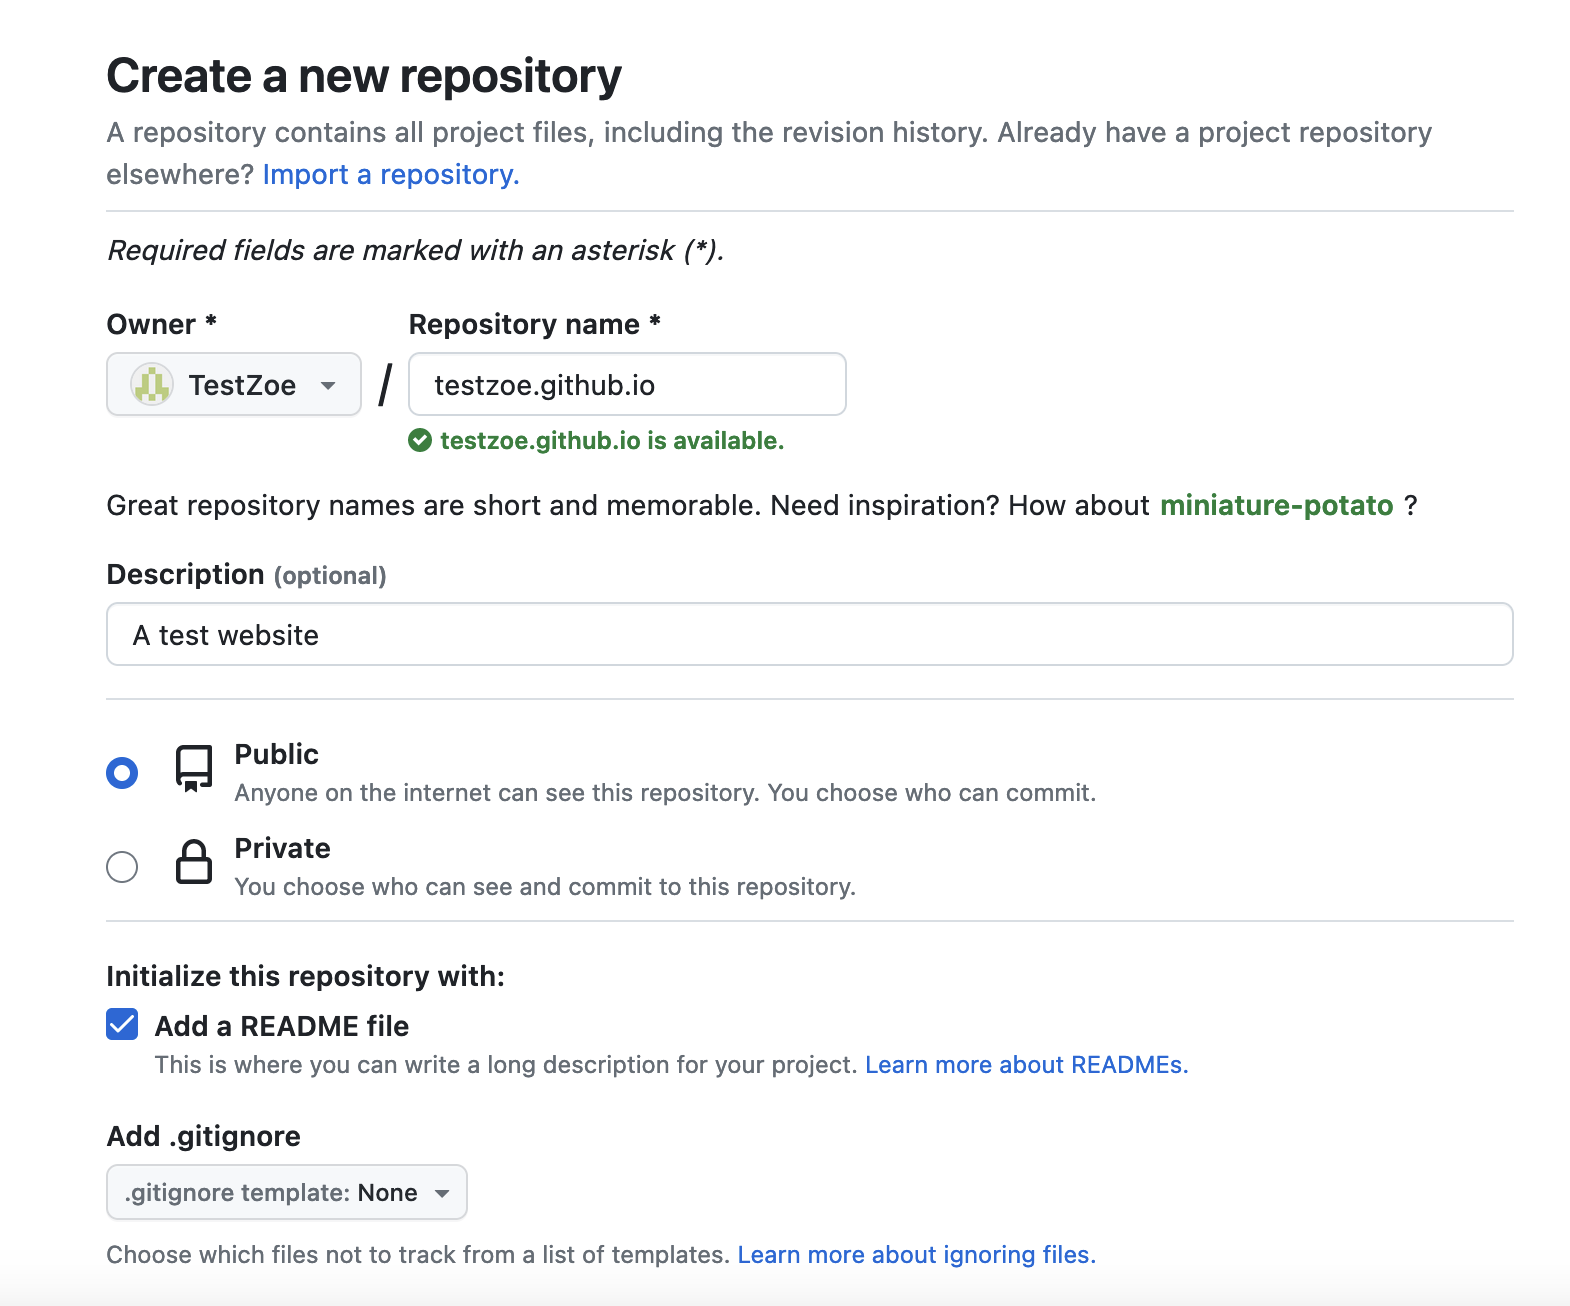 Create a new repository
A repository contains all project files, including the revision history. Already have a project repository
elsewhere? Import a repository.
Required fields are marked with an asterisk (*).
Owner * Repository name *
TestZoe / testzoe.github.io
testzoe.github.io is available.
Great repository names are short and memorable. Need inspiration? How about miniature-potato ?
Description (optional)
A test website
Public
Anyone on the internet can see this repository. You choose who can commit.
Private
You choose who can see and commit to this repository.
Initialize this repository with:
Add a README file
This is where you can write a long description for your project. Learn more about READMEs.
Add .gitignore
.gitignore template: None
Choose which files not to track from a list of templates. Learn more about ignoring files.